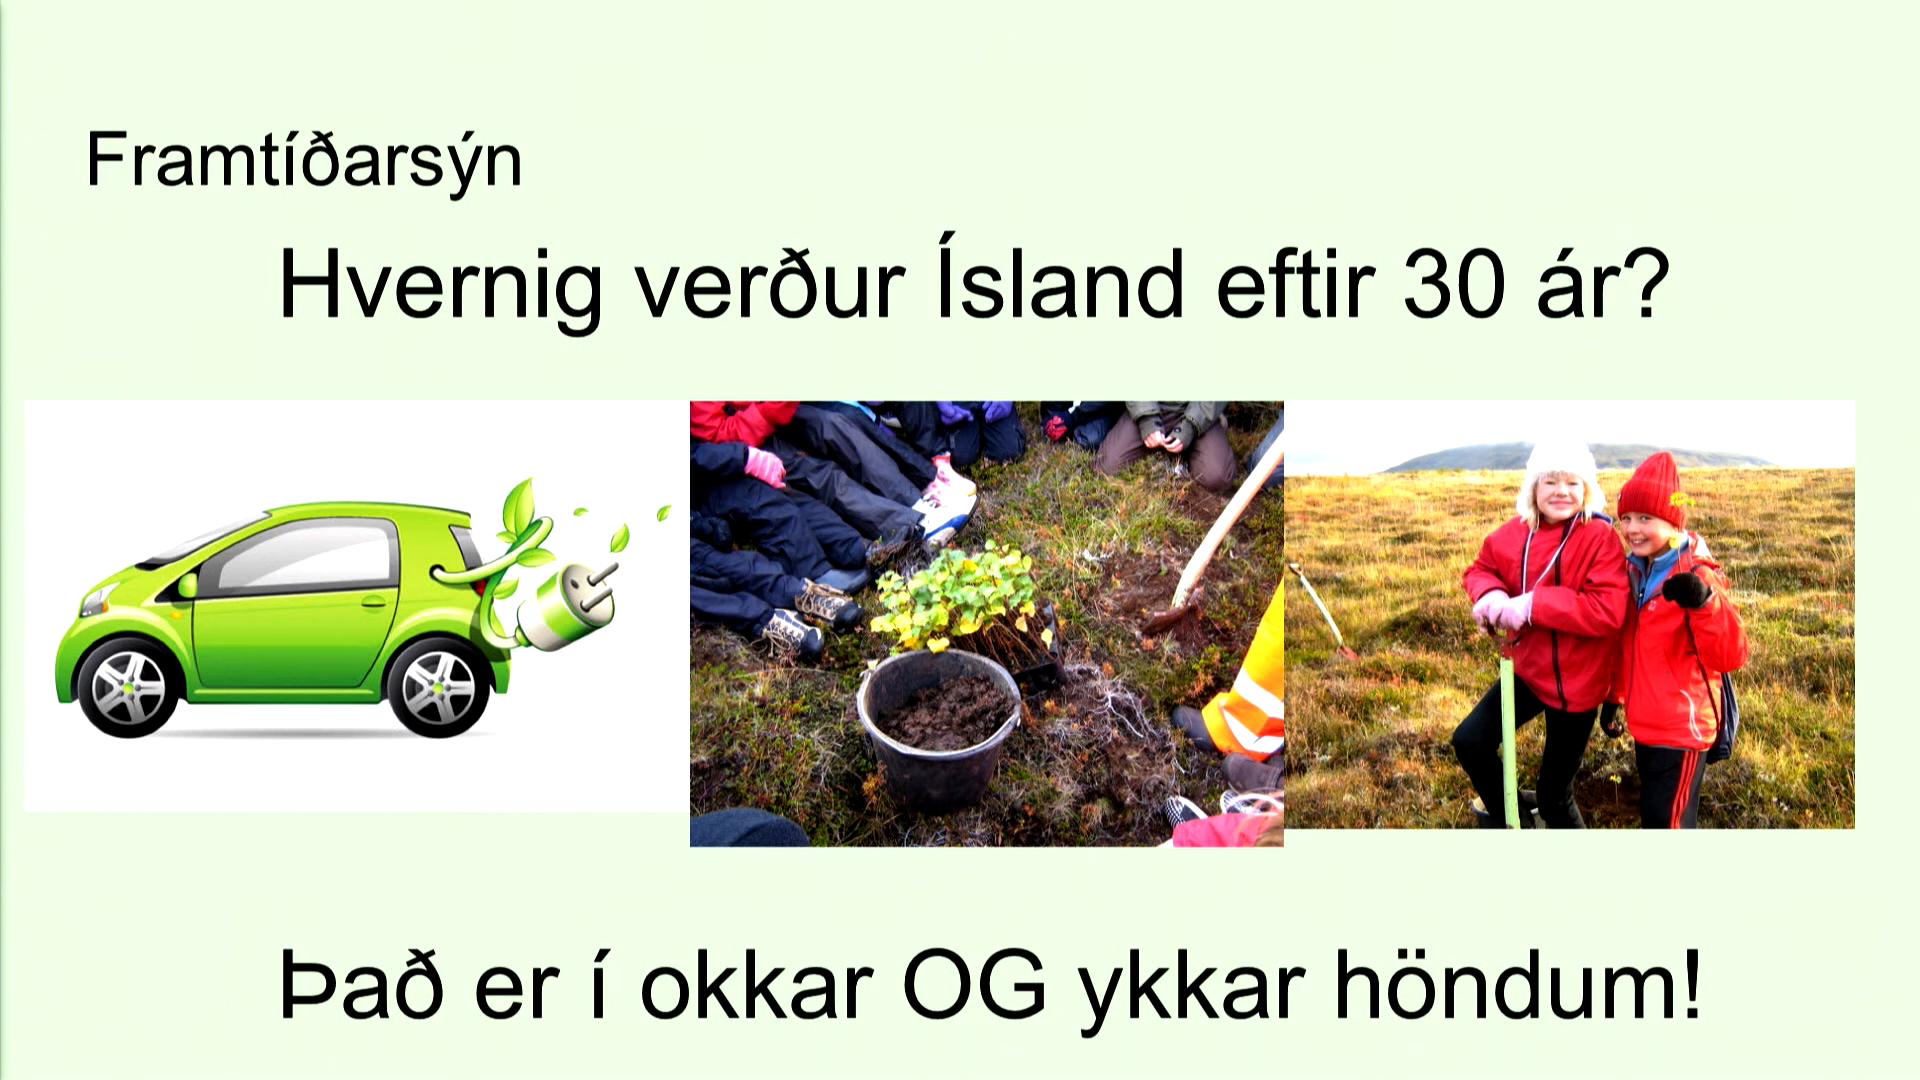 Framtíðarsýn
Hvernig verður Ísland eftir 30 ár?
Það er í okkar OG ykkar höndum!